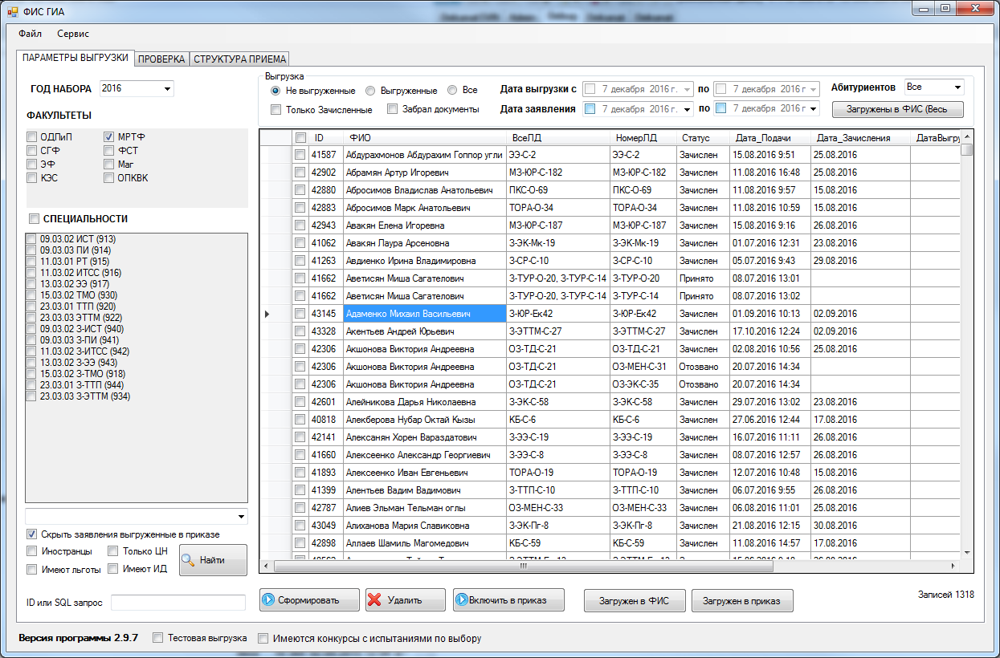 ФИС ГИА
Файл Сервис
ПАРАМЕТРЫ ВЫГРУЗКИ ПРОВЕРКА СТРУКТУРА ПРИЕМА
ГОД НАБОРА 2016
ФАКУЛЬТЕТЫ
ОДПиП МРТФ
СГФ ФСТ
ЭФ Маг
КЭС ОПКВК
СПЕЦИАЛЬНОСТИ
09.03.02 ИСТ (913)
09.03.03 ПИ (914)
11.03.01 РТ (915)
11.03.02 ИТСС (916)
13.03.02 ЭЭ (917)
15.03.02 ТМО (930)
23.03.01 ТТП (920)
23.03.03 ЭТТМ (922)
09.03.02 З-ИСТ (940)
09.03.03 З-ПИ (941)
11.03.02 З-ИТСС (942)
13.03.02 З-ЭЭ (943)
15.03.02 З-ТМО (918)
23.03.01 З-ТТП (944)
23.03.03 З-ЭТТМ (934)
Скрыть заявления выгруженные в приказе
Иностранцы Только ЦН
Имеют льготы Имеют ИД
Найти
ID или SQL запрос
Выгрузка
Не выгруженные Выгруженные Все
Только Зачисленные Забрал документы
Дата выгрузки с 7 декабря 2016 г. по 7 декабря 2016 г
Дата заявления 7 декабря 2016 г. по 7 декабря 2016 г
Абитуриентов Все
Загружены в ФИС (Весь
ID ФИО ВсеЛД НомерЛД Статус Дата_Подачи Дата_Зачисления ДатаВыгру
41587 Абдурахмонов Абдурахим Гоппор угли ЭЭ-С-2 ЭЭ-С-2 Зачислен 15.08.2016 9:51 25.08.2016
42902 Абрамян Артур Игоревич МЗ-ЮР-С-182 МЗ-ЮР-С-182 Зачислен 11.08.2016 16:48 25.08.2016
42880 Абросимов Владислав Анатольевич ПКС-О-69 ПКС-О-69 Зачислен 11.08.2016 9:57 15.08.2016
42883 Абросимов Марк Анатольевич ТОРА-О-34 ТОРА-О-34 Зачислен 11.08.2016 10:59 15.08.2016
42943 Авакян Елена Игоревна МЗ-ЮР-С-187 МЗ-ЮР-С-187 Зачислен 15.08.2016 9:16 26.08.2016
41062 Авакян Лаура Арсеновна З-ЭК-Мк-19 З-ЭК-Мк-19 Зачислен 01.07.2016 12:31 23.08.2016
41263 Авдиенко Ирина Владимировна З-СР-С-10 З-СР-С-10 Зачислен 05.07.2016 9:43 29.08.2016
41662 Аветисян Миша Сагателович З-ТУР-О-20, З-ТУР-С-14 З-ТУР-О-20 Принято 08.07.2016 13:01
41662 Аветисян Миша Сагателович З-ТУР-О-20, З-ТУР-С-14 З-ТУР-С-14 Принято 08.07.2016 13:02
43145 Адаменко Михаил Васильевич З-ЮР-Ек42 З-ЮР-Ек42 Зачислен 01.09.2016 10:13 02.09.2016
43328 Акентьев Андрей Юрьевич З-ЭТТМ-С-27 З-ЭТТМ-С-27 Зачислен 17.10.2016 12:24 02.09.2016
42306 Акшонова Виктория Андреевна ОЗ-ТД-С-21 ОЗ-ТД-С-21 Зачислен 02.08.2016 10:56 25.08.2016
42306 Акшонова Виктория Андреевна ОЗ-ТД-С-21 ОЗ-МЕН-С-31 Отозвано 20.07.2016 14:34
42306 Акшонова Виктория Андреевна ОЗ-ТД-С-21 ОЗ-ЭК-С-35 Отозвано 20.07.2016 14:34
42601 Алейникова Дарья Николаевна З-ЭК-С-58 З-ЭК-С-58 Зачислен 29.07.2016 13:02 23.08.2016
40818 Алекберова Нубар Октай Кызы КБ-С-6 КБ-С-6 Зачислен 27.06.2016 12:44 17.08.2016
42141 Алексанян Хорен Вараздатович З-ЭЭ-С-19 З-ЭЭ-С-19 Зачислен 16.07.2016 11:11 26.08.2016
41660 Алексеенко Александр Георгиевич З-ЭЭ-С-8 З-ЭЭ-С-8 Зачислен 08.07.2016 12:57 26.08.2016
41893 Алексеенко Иван Евгеньевич ТОРА-О-19 ТОРА-О-19 Зачислен 12.07.2016 10:48 15.08.2016
41399 Алентьев Вадим Вадимович З-ТТП-С-10 З-ТТП-С-10 Зачислен 06.07.2016 9:55 26.08.2016
42787 Алиев Эльман Тельман оглы ОЗ-МЕН-С-33 ОЗ-МЕН-С-33 Зачислен 06.08.2016 11:01 25.08.2016
43049 Алиханова Мария Славиковна З-ЭК-Пг-8 З-ЭК-Пг-8 Зачислен 21.08.2016 12:15 30.08.2016
42898 Аллаев Шамиль Магомедович КБ-С-59 КБ-С-59 Зачислен 11.08.2016 14:57 17.08.2016
Сформировать Удалить Включить в приказ Загружен в ФИС Загружен в приказ Записей 1318
Версия программы 2.9.7 Тестовая выгрузка Имеются конкурсы с испытаниями по выбору